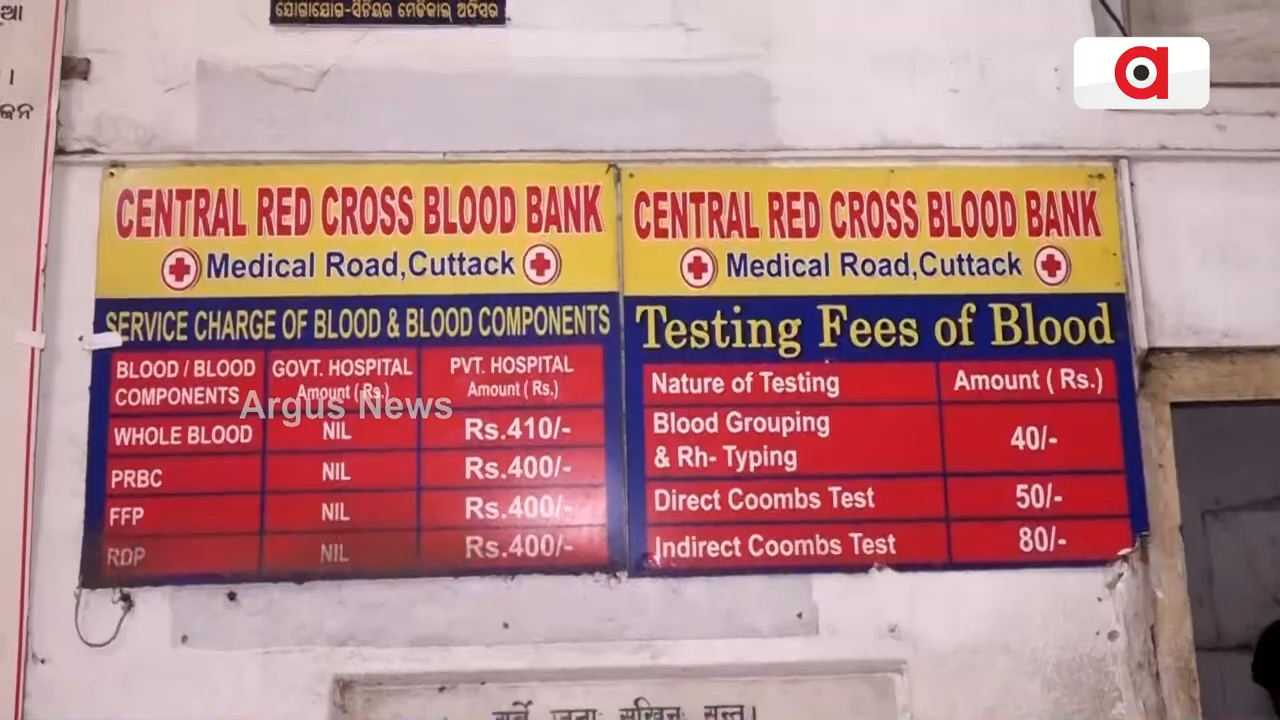 ଯୋଗାଯୋଗ-ସିନିୟର ମେଡିକାଲ୍ ଅଫିସର
CENTRAL RED CROSS BLOOD BANK
Medical Road,Cuttack
SERVICE CHARGE OF BLOOD & BLOOD COMPONENTS
BLOOD / BLOOD COMPONENTS GOVT. HOSPITAL Amount ( Rs.) PVT. HOSPITAL Amount ( Rs.)
WHOLE BLOOD NIL Rs.410/-
PRBC NIL Rs.400/-
FFP NIL Rs.400/-
RDP NIL Rs.400/-
CENTRAL RED CROSS BLOOD BANK
Medical Road,Cuttack
Testing Fees of Blood
Nature of Testing Amount ( Rs.)
Blood Grouping
& Rh- Typing 40/-
Direct Coombs Test 50/-
Indirect Coombs Test 80/-
Argus News